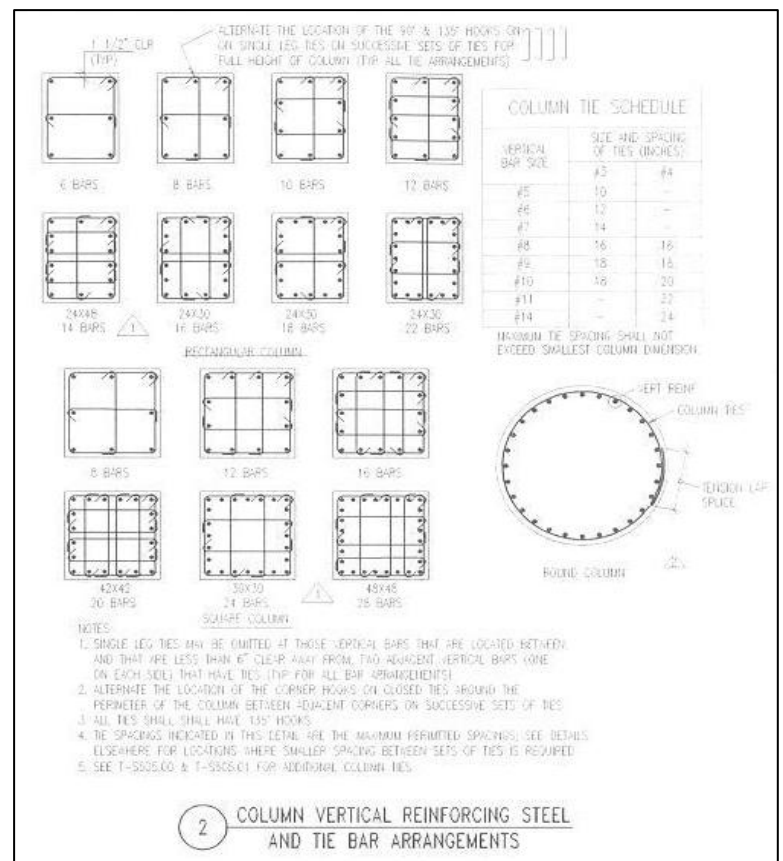 ALTERNATE THE LOCATION OF THE 90° & 135° HOOKS ON
ON SINGLE LEG TIES ON SUCCESSIVE SETS OF TIES FOR
FULL HEIGHT OF COLUMN (TYP ALL TIE ARRANGEMENTS)
1 1/2" CLR
(TYP)
6 BARS
8 BARS
10 BARS
12 BARS
24X48
14 BARS
1
24X30
16 BARS
24X30
22 BARS
18 BARS
RECTANGULAR COLUMN
COLUMN TIE SCHEDULE
VERTICAL BAR SIZE
SIZE AND SPACING
OF TIES (INCHES)
#3 #4
#5 10 -
#6 12 -
#7 14 -
#8 16 16
#9 18 18
#10 18 20
#11 - 22
#14 - 24
MAXIMUM TIE SPACING SHALL NOT
EXCEED SMALLEST COLUMN DIMENSION
8 BARS
12 BARS
16 BARS
42X42
20 BARS
24 BARS
48X48
28 BARS
SQUARE COLUMN
VERT REINF
COLUMN TIES
TENSION LAP
SPLICE
ROUND COLUMN
NOTES:
1. SINGLE LEG TIES MAY BE OMITTED AT THOSE VERTICAL BARS THAT ARE LOCATED BETWEEN,
AND THAT ARE LESS THAN 6" CLEAR AWAY FROM, TWO ADJACENT VERTICAL BARS (ONE
ON EACH SIDE) THAT HAVE TIES (TYP FOR ALL BAR ARRANGEMENTS)
2. ALTERNATE THE LOCATION OF THE CORNER HOOKS ON CLOSED TIES AROUND THE
PERIMETER OF THE COLUMN BETWEEN ADJACENT CORNERS ON SUCCESSIVE SETS OF TIES
3. ALL TIES SHALL SHALL HAVE 135° HOOKS
4. TIE SPACINGS INDICATED IN THIS DETAIL ARE THE MAXIMUM PERMITTED SPACINGS, SEE DETAILS
ELSEWHERE FOR LOCATIONS WHERE SMALLER SPACING BETWEEN SETS OF TIES IS REQUIRED
5. SEE T-S505.00 & T-S505.01 FOR ADDITIONAL COLUMN TIES
2
COLUMN VERTICAL REINFORCING STEEL
AND TIE BAR ARRANGEMENTS